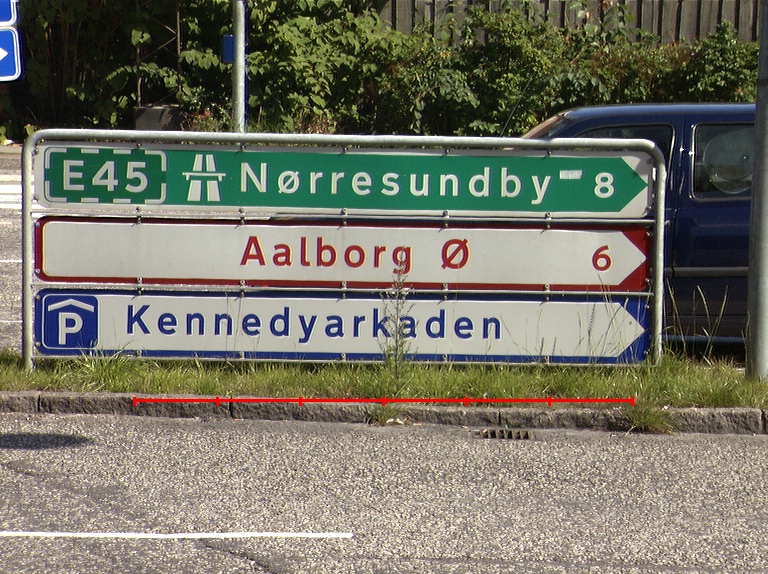 E45 Nørresundby 8
Aalborg Ø 6
P Kennedyarkaden